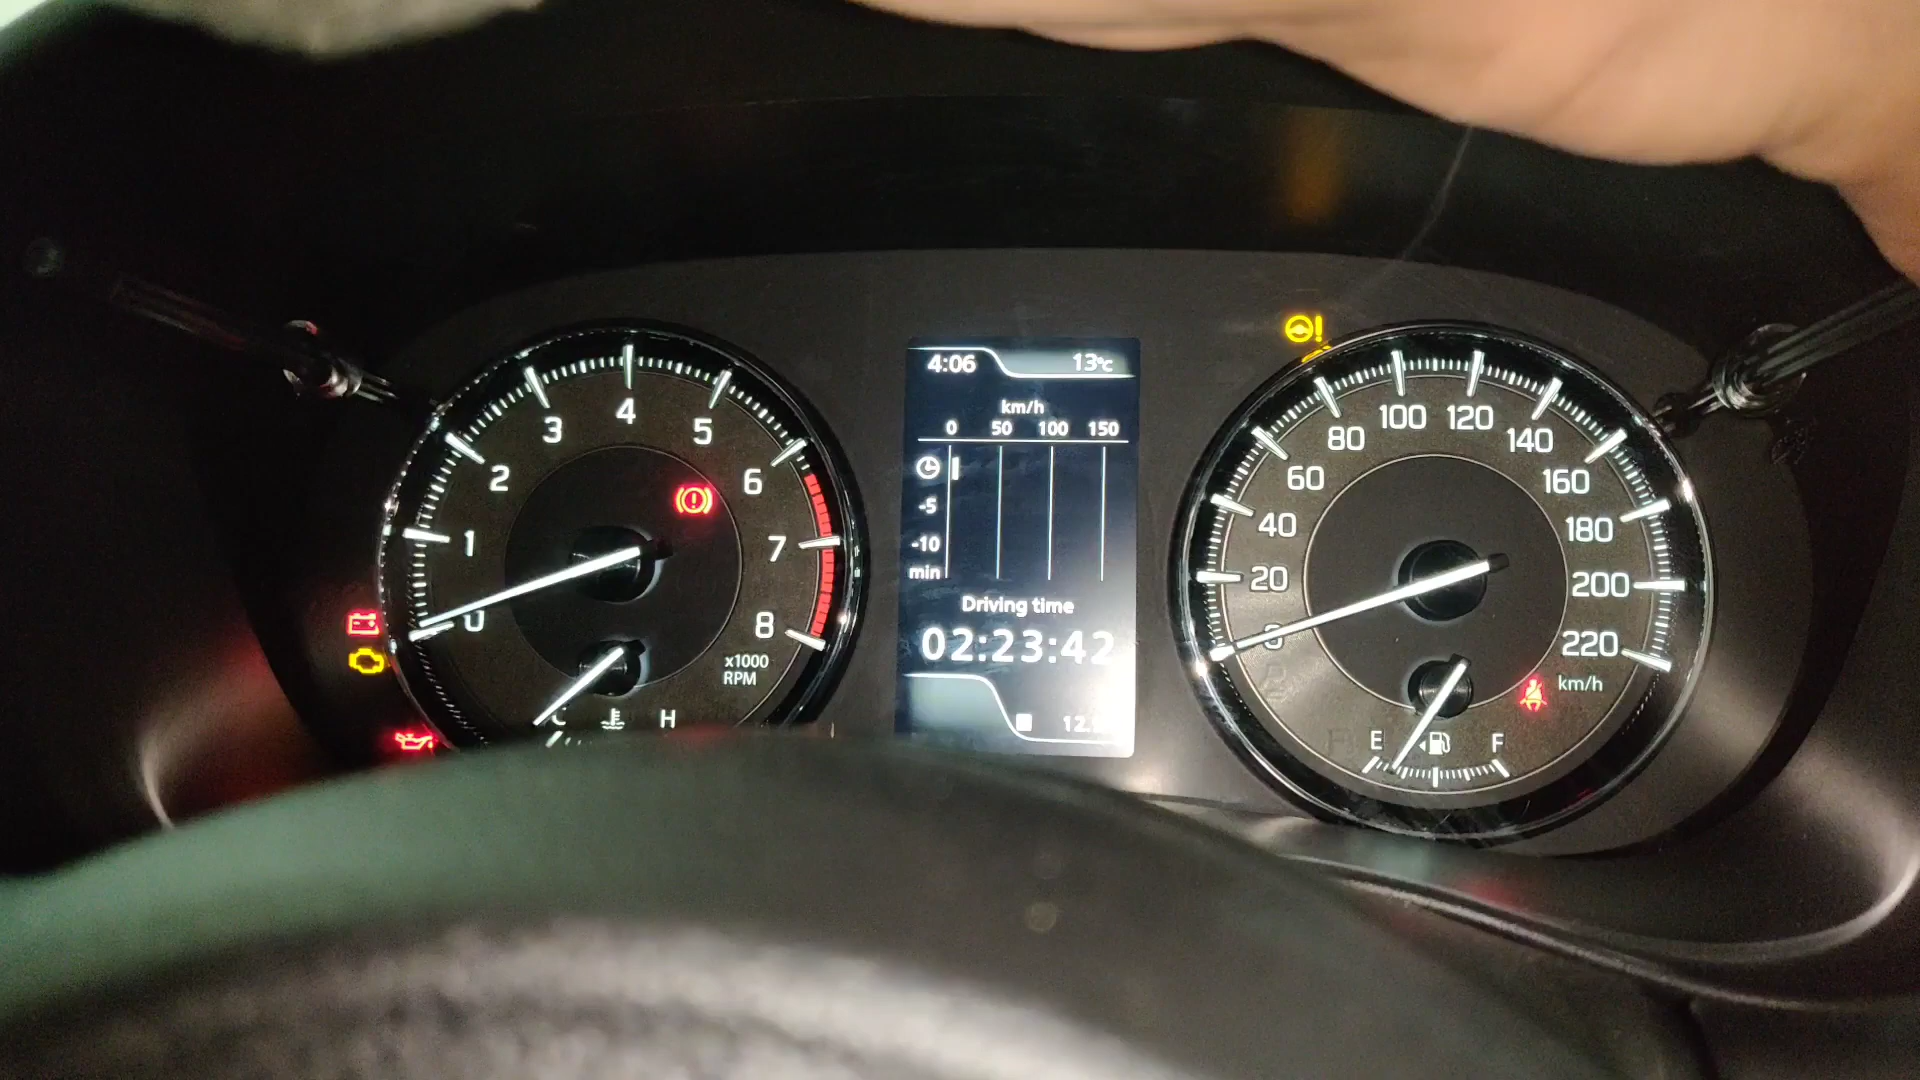 4:06 13°C
km/h
0 50 100 150
-5
-10
min
Driving time
02:23:42
0 1 2 3 4 5 6 7 8
x1000
RPM
C H
0 20 40 60 80 100 120 140 160 180 200 220
km/h
E F